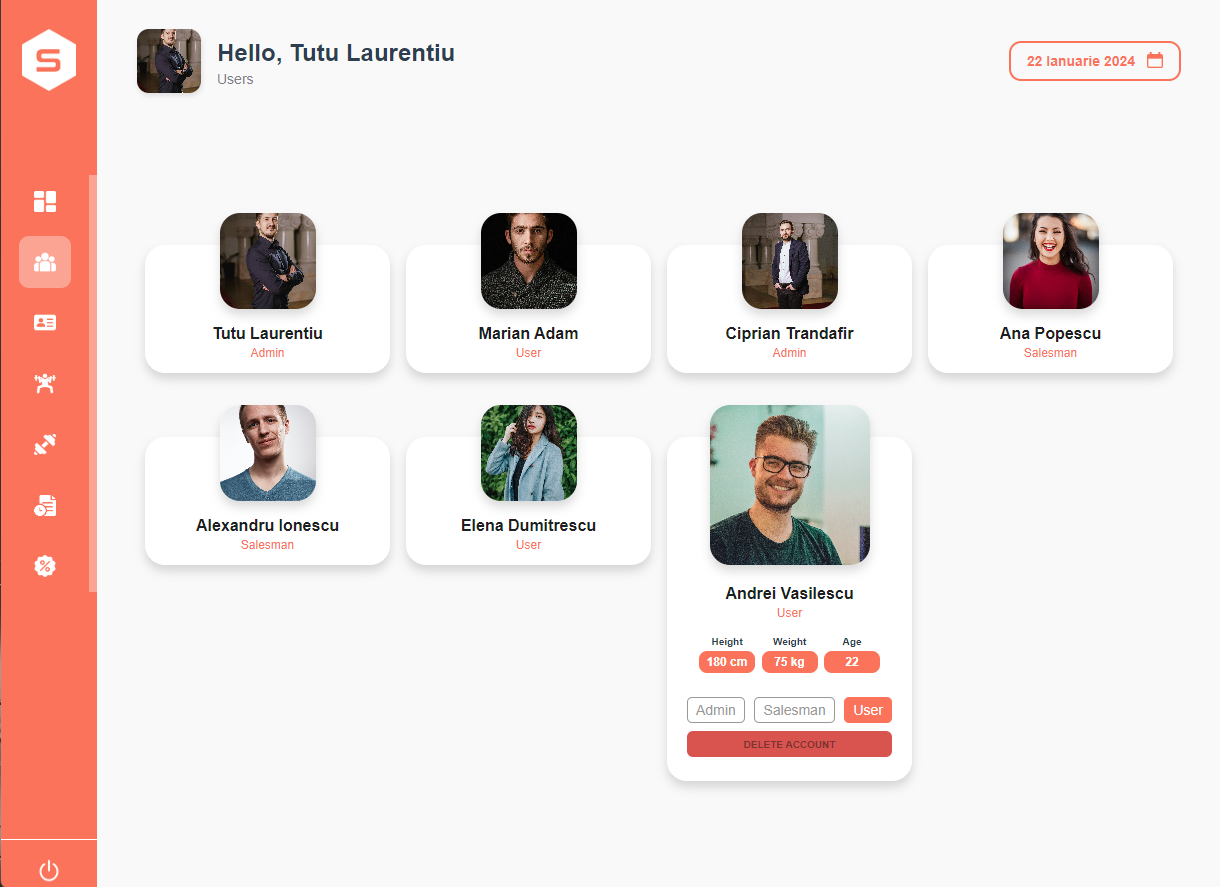 S
Hello, Tutu Laurentiu
Users
22 Ianuarie 2024
Tutu Laurentiu
Admin
Marian Adam
User
Ciprian Trandafir
Admin
Ana Popescu
Salesman
Alexandru Ionescu
Salesman
Elena Dumitrescu
User
Andrei Vasilescu
User
Height Weight Age
180 cm 75 kg 22
Admin Salesman User
DELETE ACCOUNT